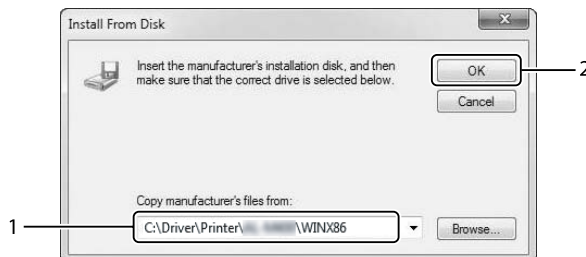 Install From Disk
Insert the manufacturer's installation disk, and then
make sure that the correct drive is selected below.
OK
2
Cancel
Copy manufacturer's files from:
1
C:\Driver\Printer\ \WINX86
Browse...